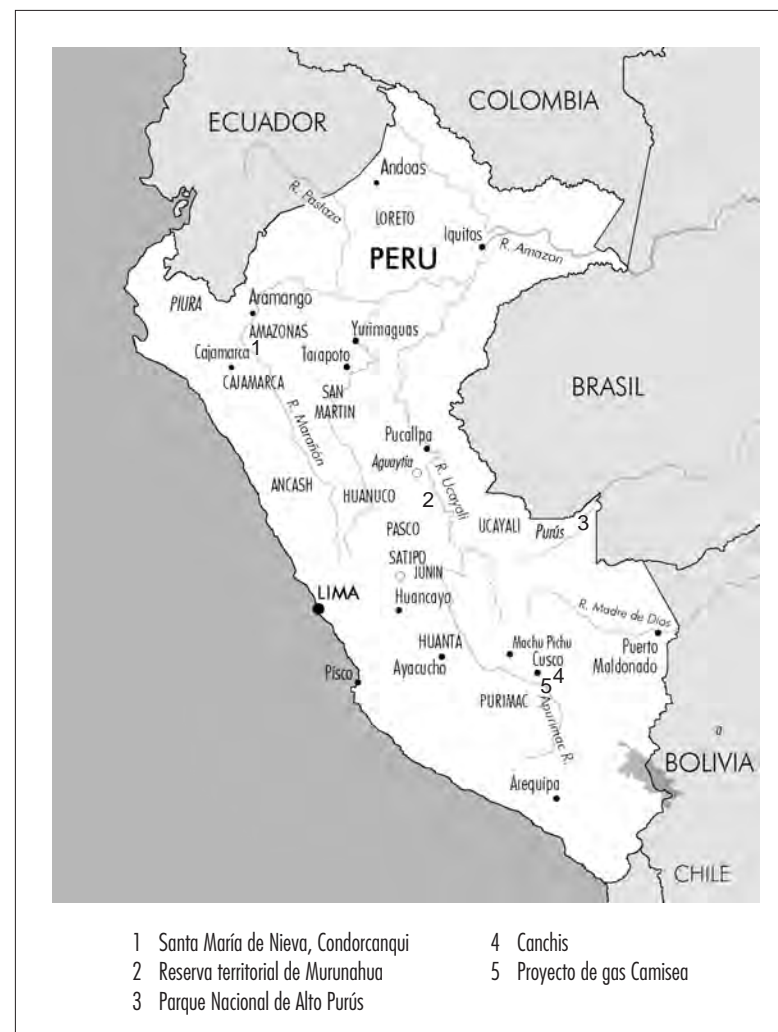 COLOMBIA
ECUADOR
Andoas
R. Pastaza
LORETO
Iquitos
R. Amazon
PERU
PIURA
Aramango
AMAZONAS
Yurimaguas
Cajamarca 1
Tarapoto
CAJAMARCA
SAN
MARTIN
BRASIL
R. Marañón
Pucallpa
Aguaytía
R. Ucayali
ANCASH
HUANUCO
2
UCAYALI
Purús
3
PASCO
SATIPO
JUNIN
LIMA
Huancayo
R. Madre de Dios
HUANTA
Machu Pichu
Puerto
Maldonado
Ayacucho
Cusco
4
Pisco
5
PURIMAC
Apurimac R.
a
BOLIVIA
Arequipa
CHILE
1 Santa María de Nieva, Condorcanqui
2 Reserva territorial de Murunahua
3 Parque Nacional de Alto Purús
4 Canchis
5 Proyecto de gas Camisea